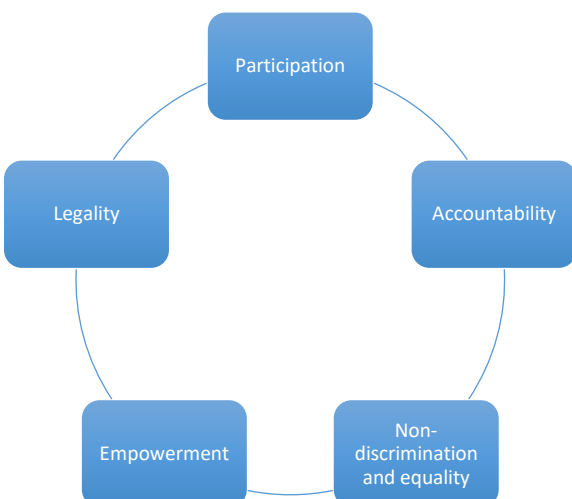 Participation
Accountability
Non-
discrimination
and equality
Empowerment
Legality